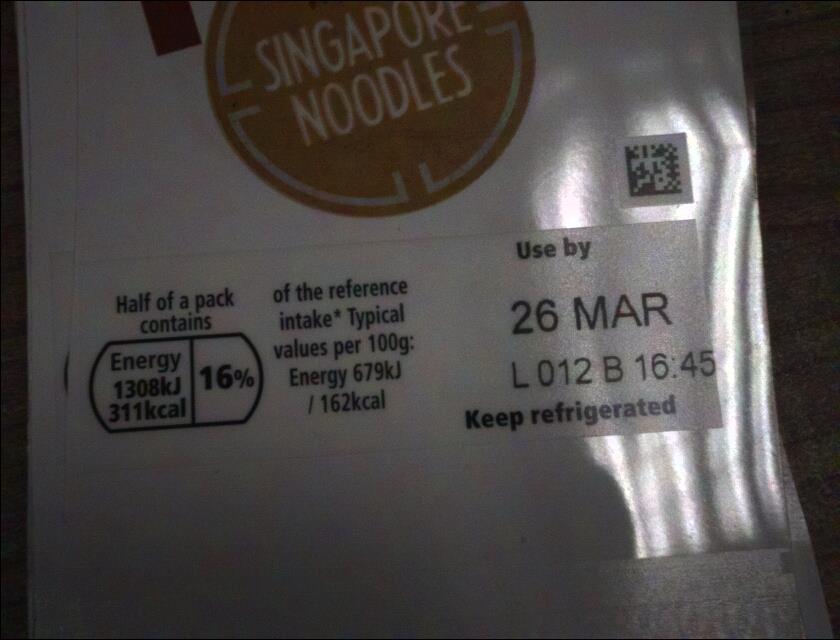 SINGAPORE
NOODLES
Use by
26 MAR
L 012 B 16:45
Keep refrigerated
Half of a pack
contains
Energy
1308kJ
311kcal
16%
of the reference
intake* Typical
values per 100g:
Energy 679kJ
/ 162kcal